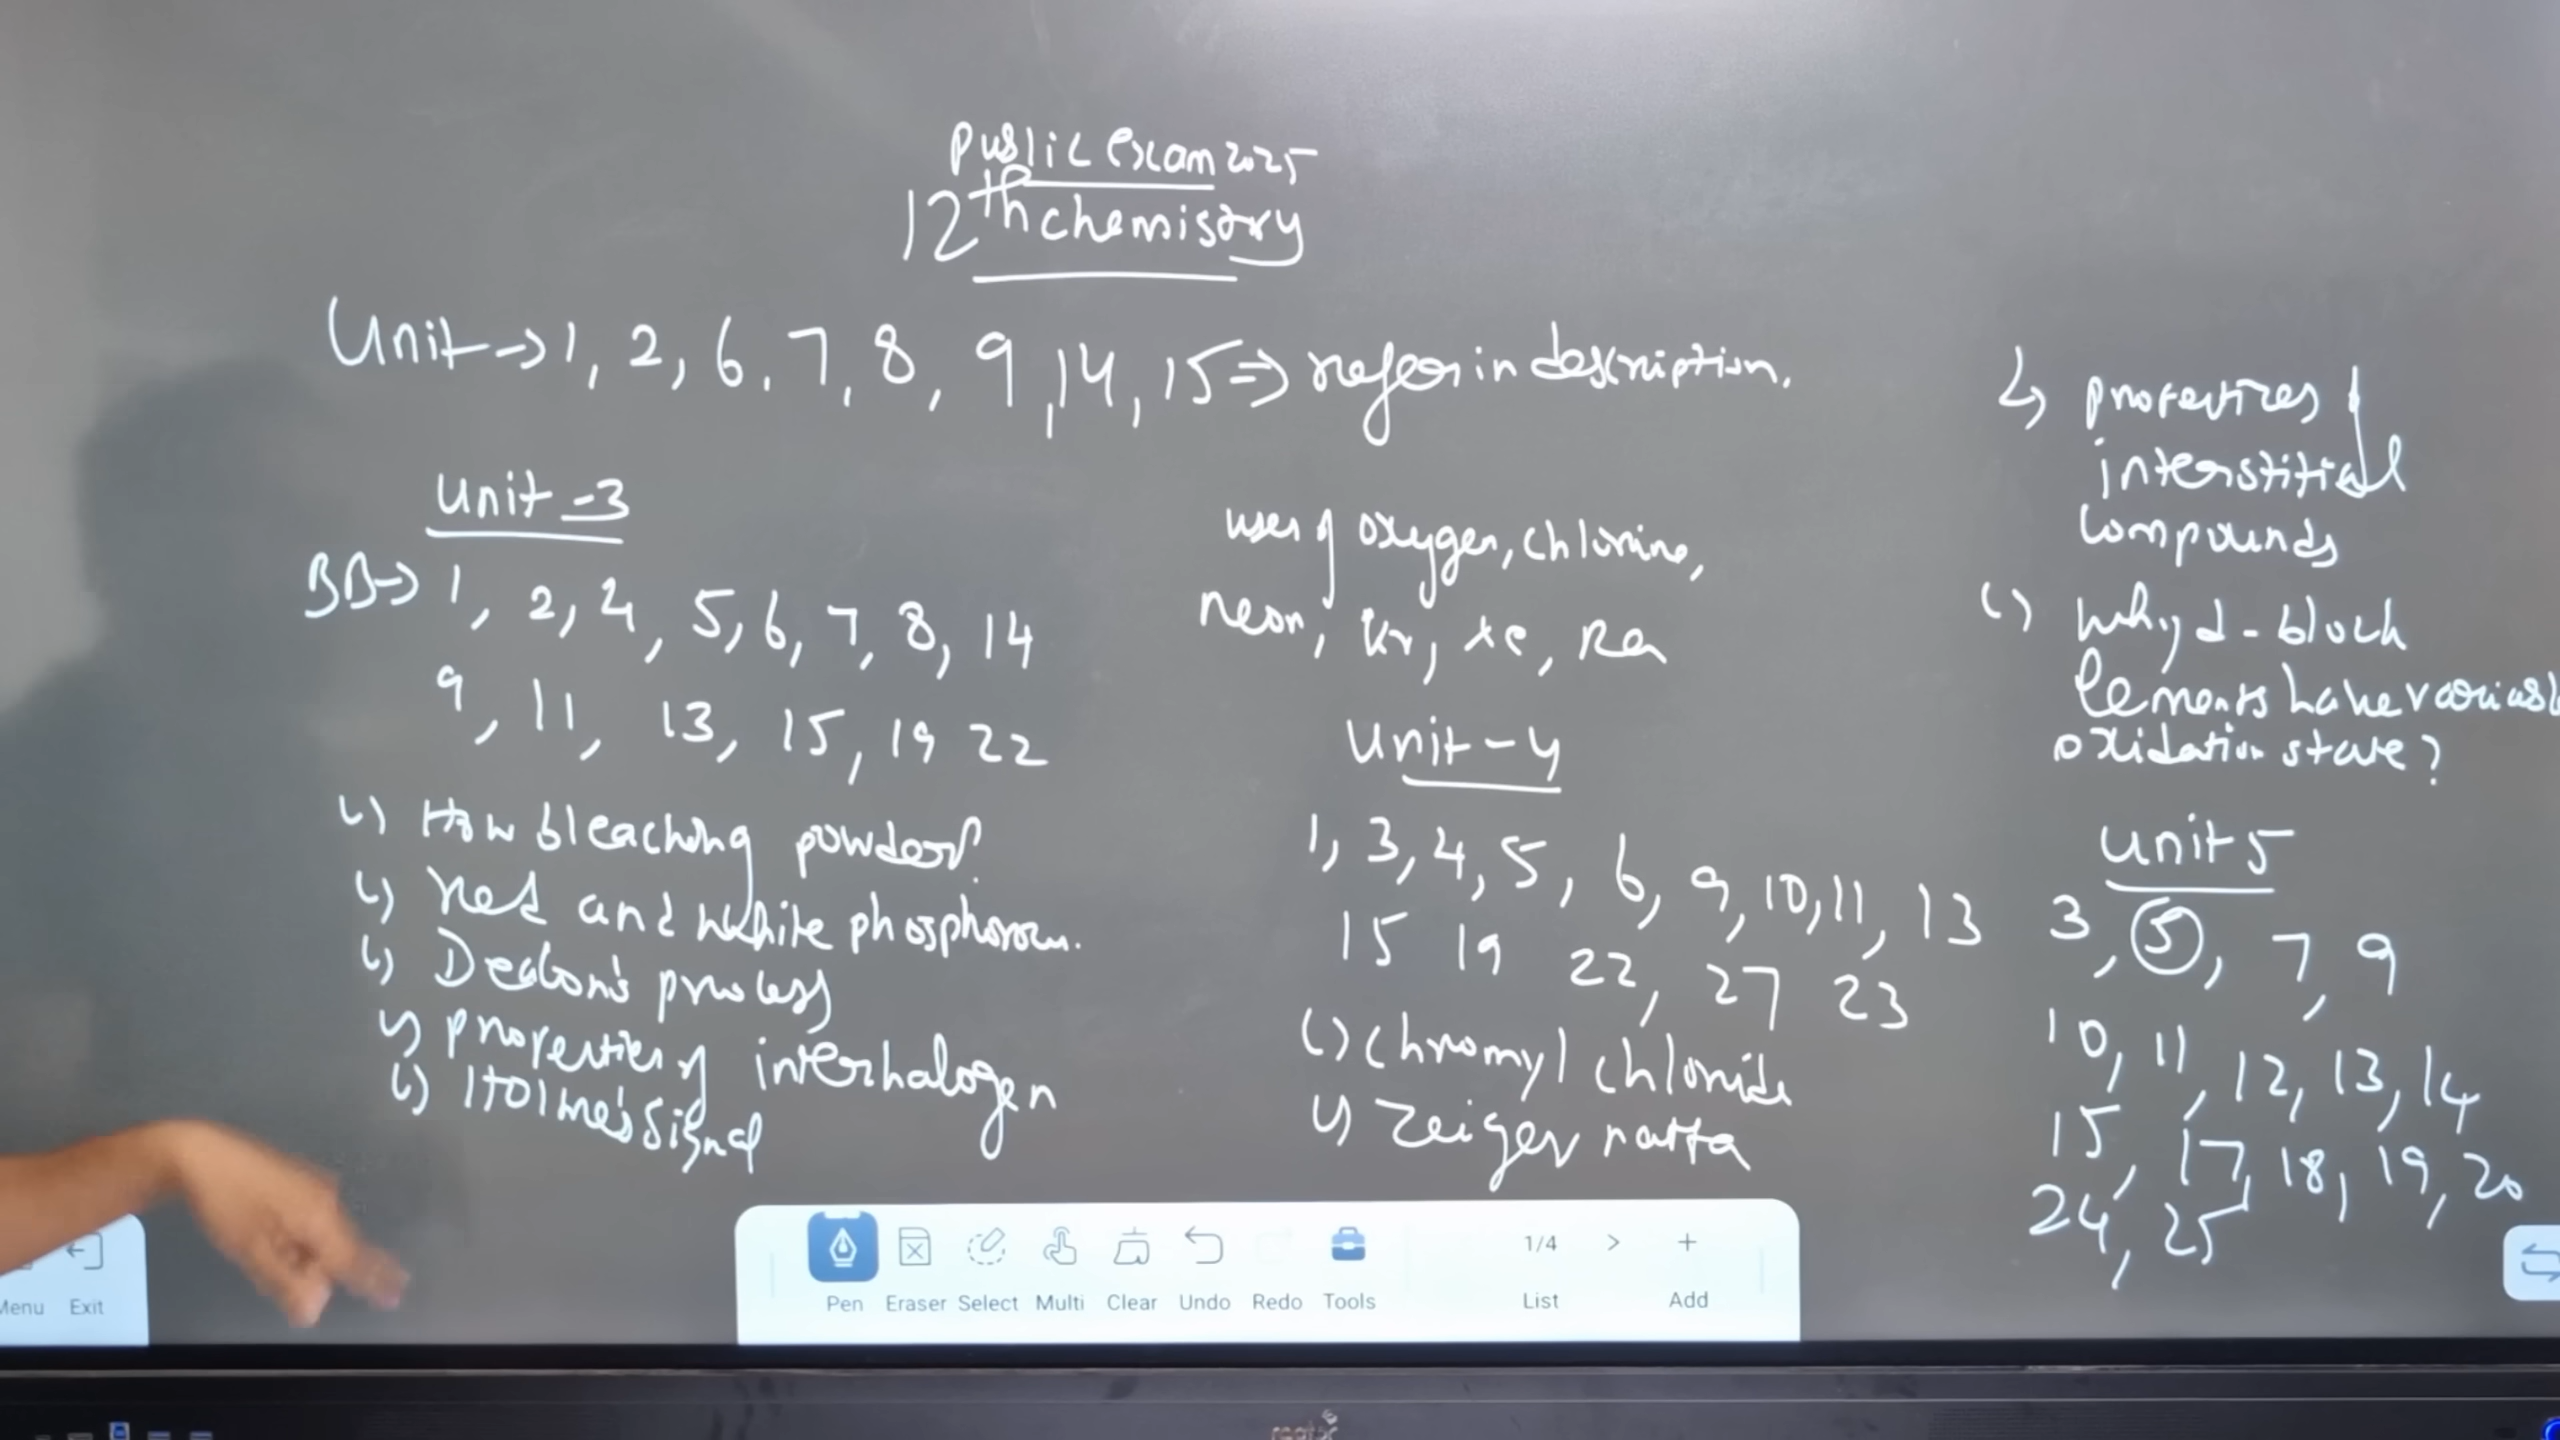 public exam 2025
12th chemistry
Unit → 1, 2, 6, 7, 8, 9, 14, 15 ⇒ refer in description.
Unit - 3
BB → 1, 2, 4, 5, 6, 7, 8, 14
9, 11, 13, 15, 19 22
How bleaching powder?
red and white phosphorous.
Deacon's process
properties of interhalogen
Holme's signal
uses of oxygen, chlorine,
neon, Kr, Xe, Ra
Unit - 4
1, 3, 4, 5, 6, 9, 10, 11, 13
15 19 22, 27 23
chromyl chloride
Zeiger natta
↳ properties of
interstitial
compounds
why d-block
lements have variabl
oxidation state?
unit 5
3, 5, 7, 9
10, 11, 12, 13, 14
15, 17, 18, 19, 20
24, 25
Menu Exit
Pen Eraser Select Multi Clear Undo Redo Tools
1/4 > +
List Add